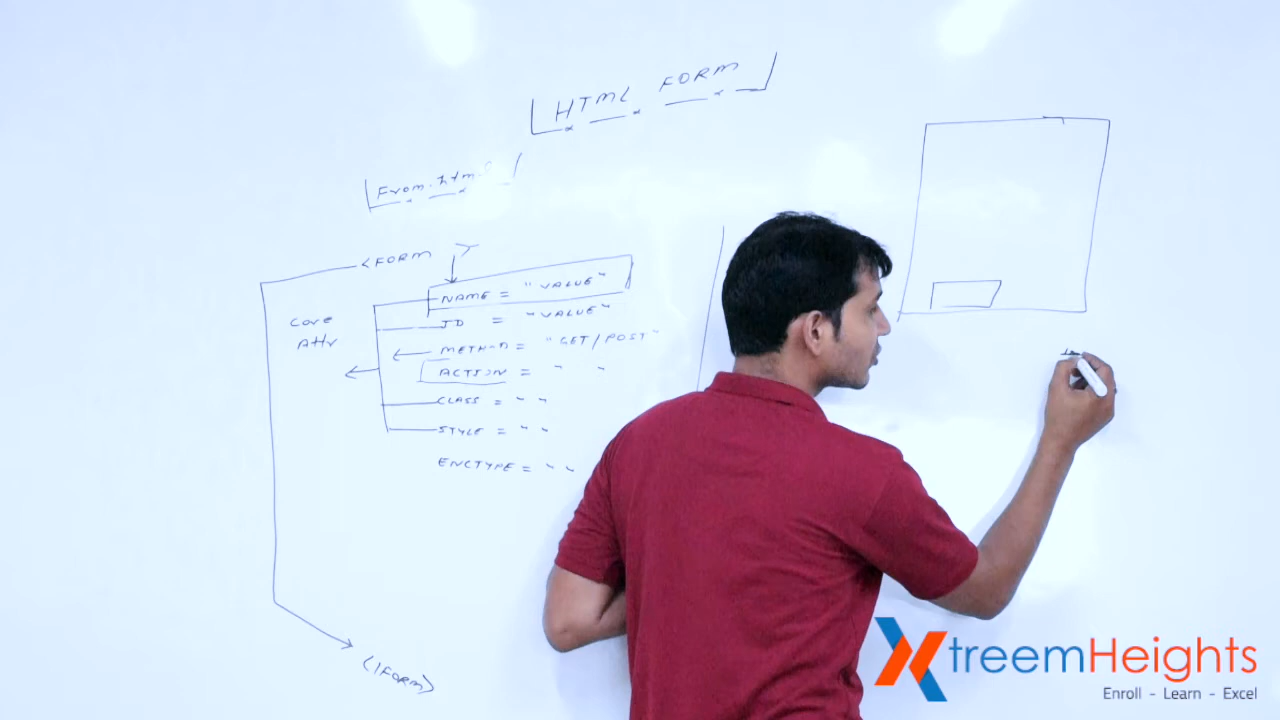 HTML FORM
From.html
<FORM >
NAME = "VALUE"
ID = "VALUE"
METHOD = "GET/POST"
ACTION = " "
CLASS = " "
STYLE = " "
ENCTYPE = " "
Core
Attr
</FORM>
XtreemHeights
Enroll - Learn - Excel